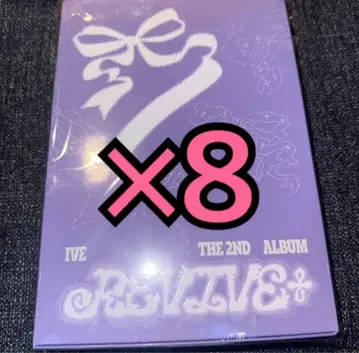 ×8
IVE THE 2ND ALBUM
REVIVE+